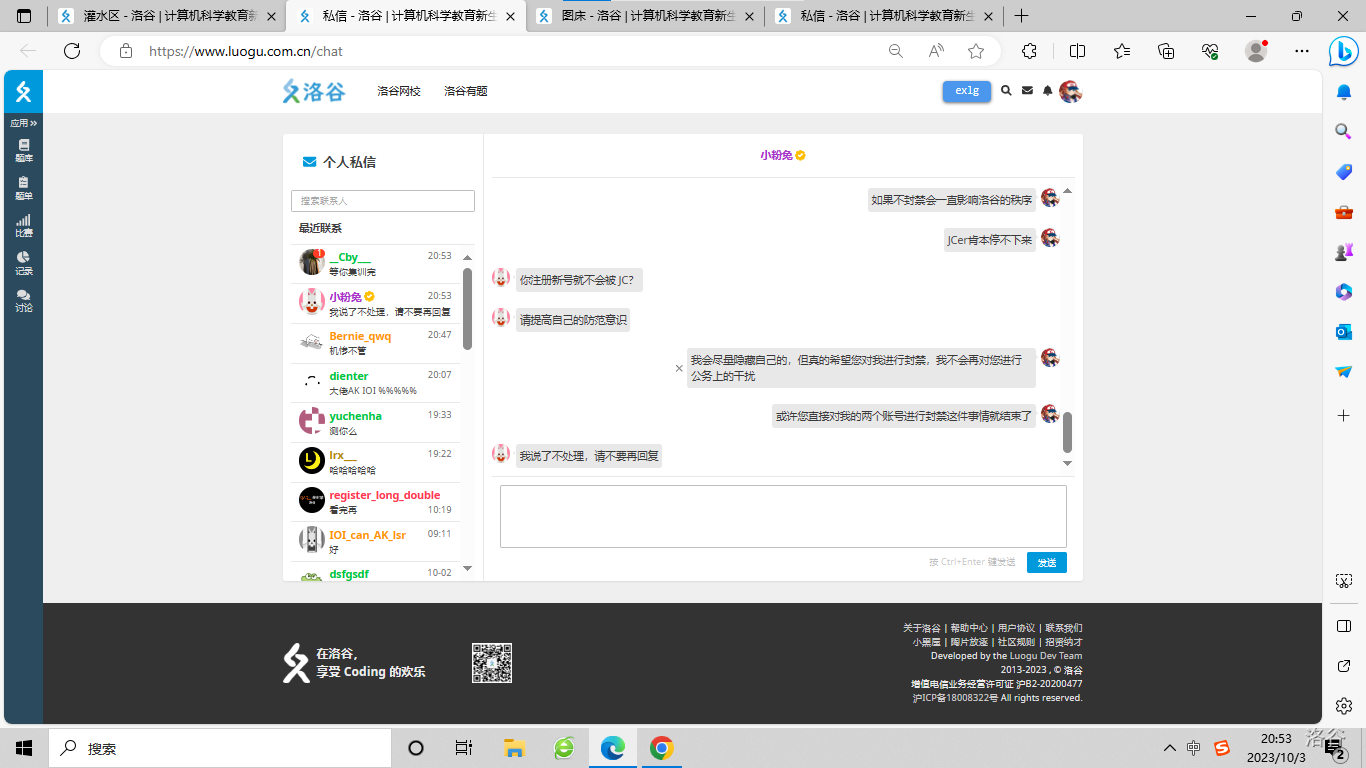 灌水区 - 洛谷 | 计算机科学教育新
私信 - 洛谷 | 计算机科学教育新生
图床 - 洛谷 | 计算机科学教育新生
私信 - 洛谷 | 计算机科学教育新生
https://www.luogu.com.cn/chat
洛谷
洛谷网校
洛谷有题
exlg
应用 »
题库
题单
比赛
记录
讨论
个人私信
搜索联系人
最近联系
__Cby__
20:53
等你集训完
小粉兔
20:53
我说了不处理，请不要再回复
Bernie_qwq
20:47
机惨不管
dienter
20:07
大佬AK IOI %%%%%
yuchenha
19:33
测你么
lrx__
19:22
哈哈哈哈哈
register_long_double
看完再
10:19
IOI_can_AK_lsr
09:11
好
dsfgsdf
10-02
小粉兔
如果不封禁会一直影响洛谷的秩序
JCer肯本停不下来
你注册新号就不会被 JC？
请提高自己的防范意识
我会尽量隐藏自己的，但真的希望您对我进行封禁，我不会再对您进行
公务上的干扰
或许您直接对我的两个账号进行封禁这件事情就结束了
我说了不处理，请不要再回复
按 Ctrl+Enter 键发送
发送
在洛谷，
享受 Coding 的欢乐
关于洛谷 | 帮助中心 | 用户协议 | 联系我们
小黑屋 | 陶片放逐 | 社区规则 | 招贤纳才
Developed by the Luogu Dev Team
2013-2023 , © 洛谷
增值电信业务经营许可证 沪B2-20200477
沪ICP备18008322号 All rights reserved.
搜索
中
20:53
2023/10/3
洛谷
2